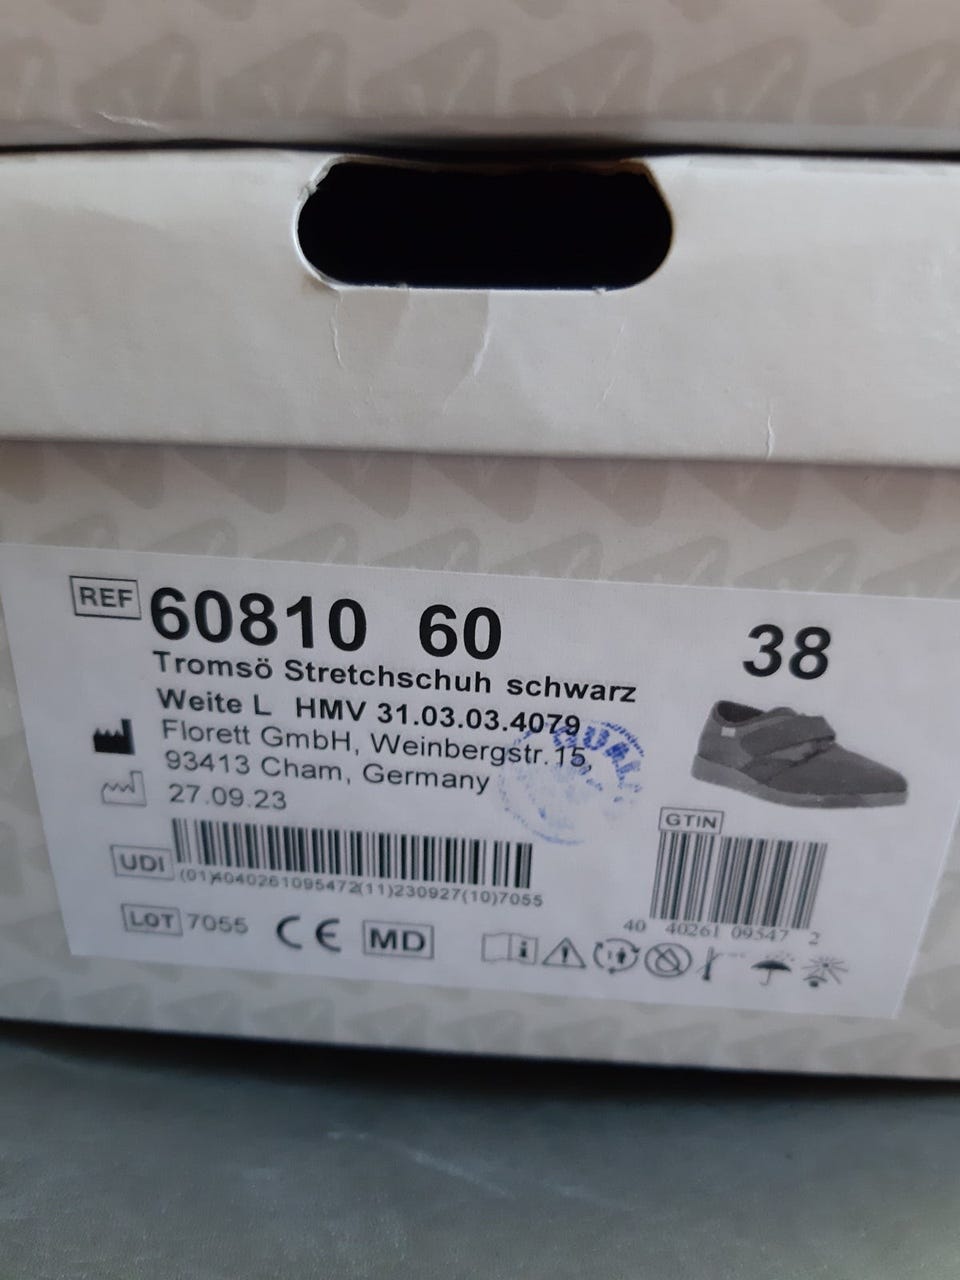 REF 60810 60 38
Tromsö Stretchschuh schwarz
Weite L HMV 31.03.03.4079
Florett GmbH, Weinbergstr. 15,
93413 Cham, Germany
27.09.23
GTIN
UDI
(01)4040261095472(11)230927(10)7055
40 40261 09547 2
LOT 7055 CE MD